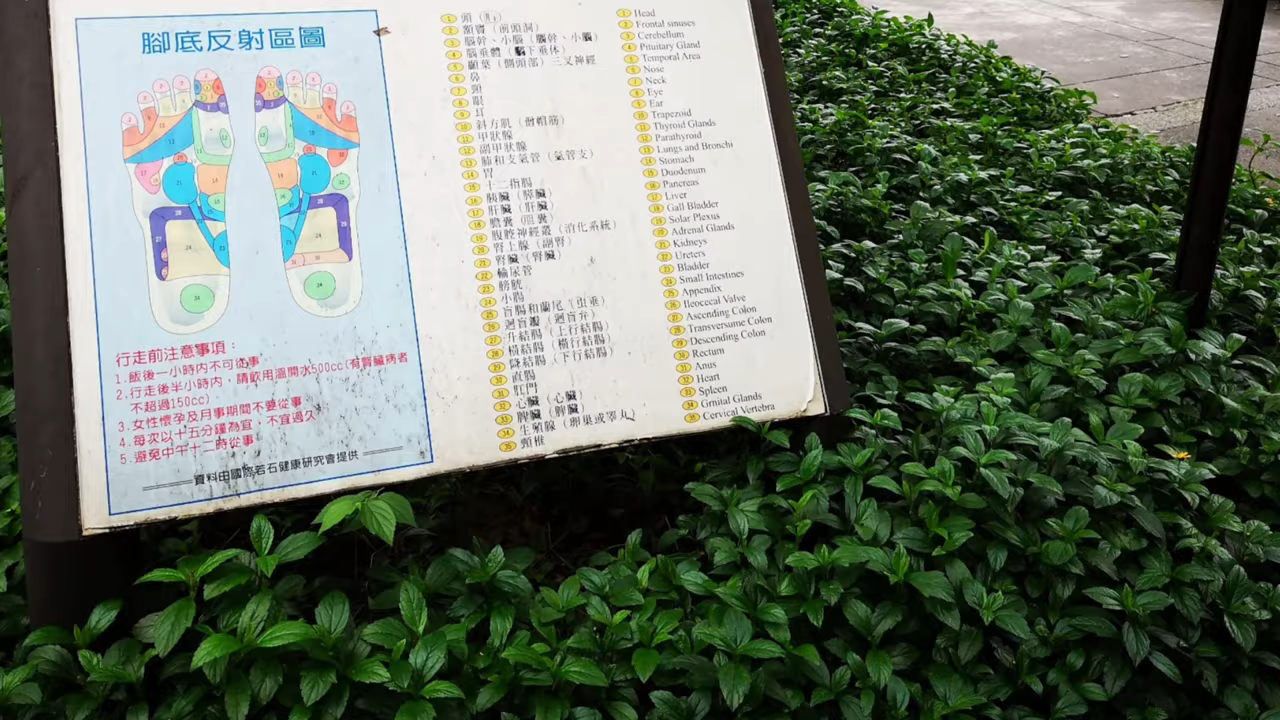 腳底反射區圖
行走前注意事項：
1.飯後一小時內不可從事
2.行走後半小時內，請飲用溫開水500cc(有腎臟病者
不超過150cc)
3.女性懷孕及月事期間不要從事
4.每次以十五分鐘為宜，不宜過久
5.避免中午十二時從事
資料由國際若石健康研究會提供
1 頭（腦）
2 額竇（前頭洞）
3 腦幹、小腦（腦幹、小腦）
4 腦垂體（腦下垂体）
5 顳葉（側頭部）三叉神經
6 鼻
7 頸
8 眼
9 耳
10 斜方肌（僧帽筋）
11 甲狀腺
12 副甲狀腺
13 肺和支氣管（氣管支）
14 胃
15 十二指腸
16 胰臟（膵臟）
17 肝臟（肝臟）
18 膽囊（胆囊）
19 腹腔神經叢（消化系統）
20 腎上腺（副腎）
21 腎臟（腎臟）
22 輸尿管
23 膀胱
24 小腸
25 盲腸和闌尾（虫垂）
26 迴盲瓣（迴盲弁）
27 升結腸（上行結腸）
28 橫結腸（橫行結腸）
29 降結腸（下行結腸）
30 直腸
31 肛門
32 心臟（心臟）
33 脾臟（脾臟）
34 生殖腺（卵巢或睪丸）
35 頸椎
1 Head
2 Frontal sinuses
3 Cerebellum
4 Pituitary Gland
5 Temporal Area
6 Nose
7 Neck
8 Eye
9 Ear
10 Trapezoid
11 Thyroid Glands
12 Parathyroid
13 Lungs and Bronchi
14 Stomach
15 Duodenum
16 Pancreas
17 Liver
18 Gall Bladder
19 Solar Plexus
20 Adrenal Glands
21 Kidneys
22 Ureters
23 Bladder
24 Small Intestines
25 Appendix
26 Ileocecal Valve
27 Ascending Colon
28 Transversume Colon
29 Descending Colon
30 Rectum
31 Anus
32 Heart
33 Spleen
34 Grnital Glands
35 Cervical Vertebra